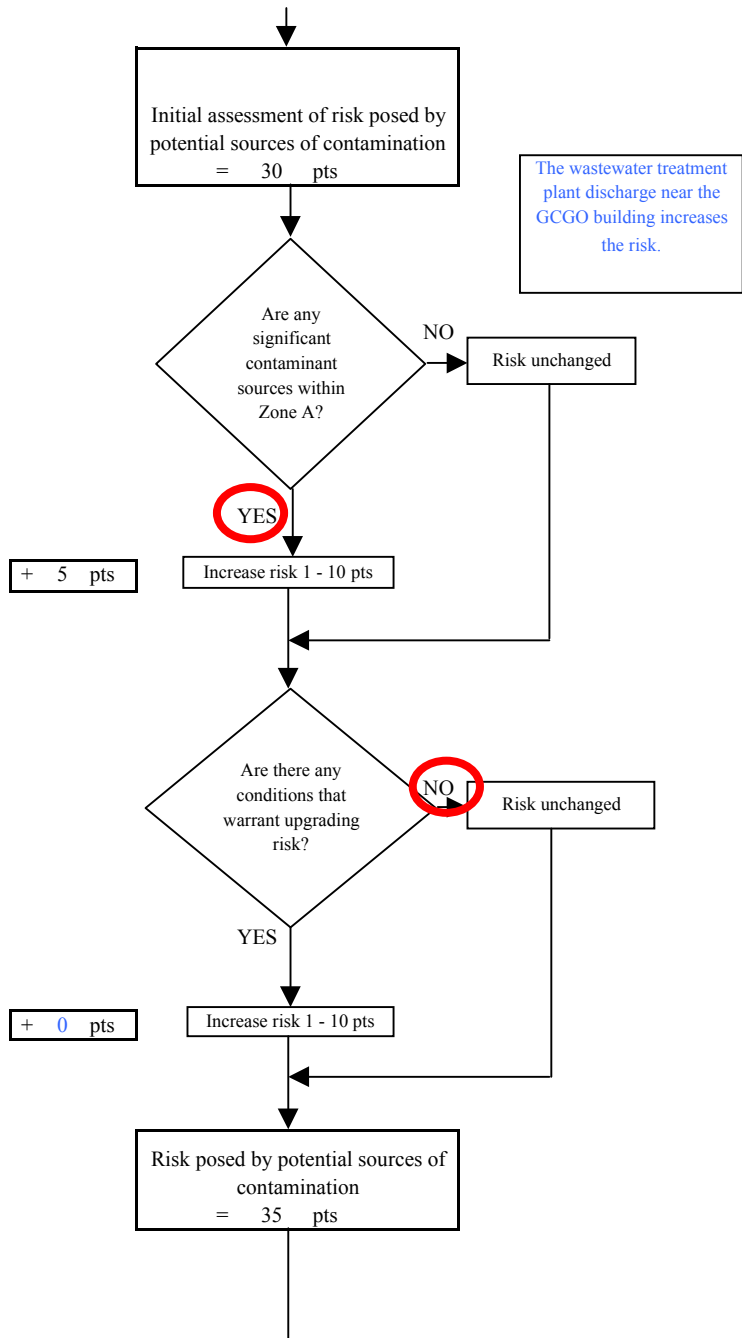 Initial assessment of risk posed by
potential sources of contamination
= 30 pts
The wastewater treatment
plant discharge near the
GCGO building increases
the risk.
Are any
significant
contaminant
sources within
Zone A?
NO
Risk unchanged
YES
+ 5 pts
Increase risk 1 - 10 pts
Are there any
conditions that
warrant upgrading
risk?
NO
Risk unchanged
YES
+ 0 pts
Increase risk 1 - 10 pts
Risk posed by potential sources of
contamination
= 35 pts